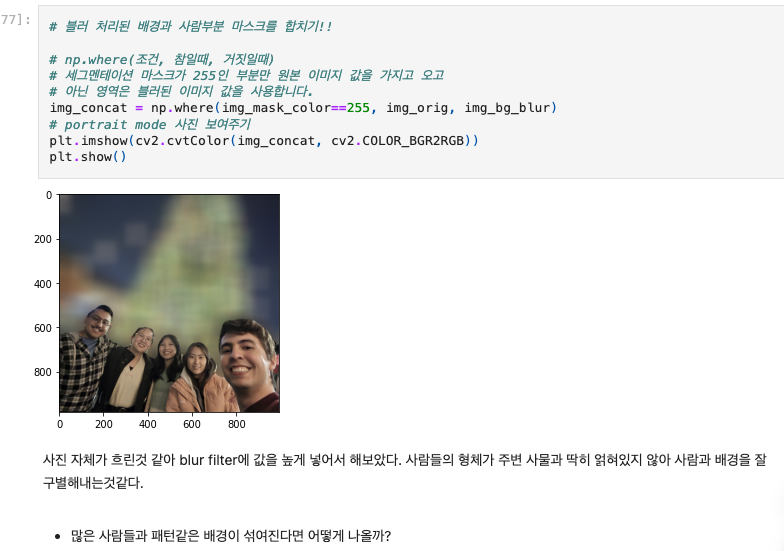 77]:
# 블러 처리된 배경과 사람부분 마스크를 합치기!!
# np.where(조건, 참일때, 거짓일때)
# 세그멘테이션 마스크가 255인 부분만 원본 이미지 값을 가지고 오고
# 아닌 영역은 블러된 이미지 값을 사용합니다.
img_concat = np.where(img_mask_color==255, img_orig, img_bg_blur)
# portrait mode 사진 보여주기
plt.imshow(cv2.cvtColor(img_concat, cv2.COLOR_BGR2RGB))
plt.show()
0
200
400
600
800
0 200 400 600 800
사진 자체가 흐린것 같아 blur filter에 값을 높게 넣어서 해보았다. 사람들의 형체가 주변 사물과 딱히 얽혀있지 않아 사람과 배경을 잘
구별해내는것같다.
• 많은 사람들과 패턴같은 배경이 섞여진다면 어떻게 나올까?